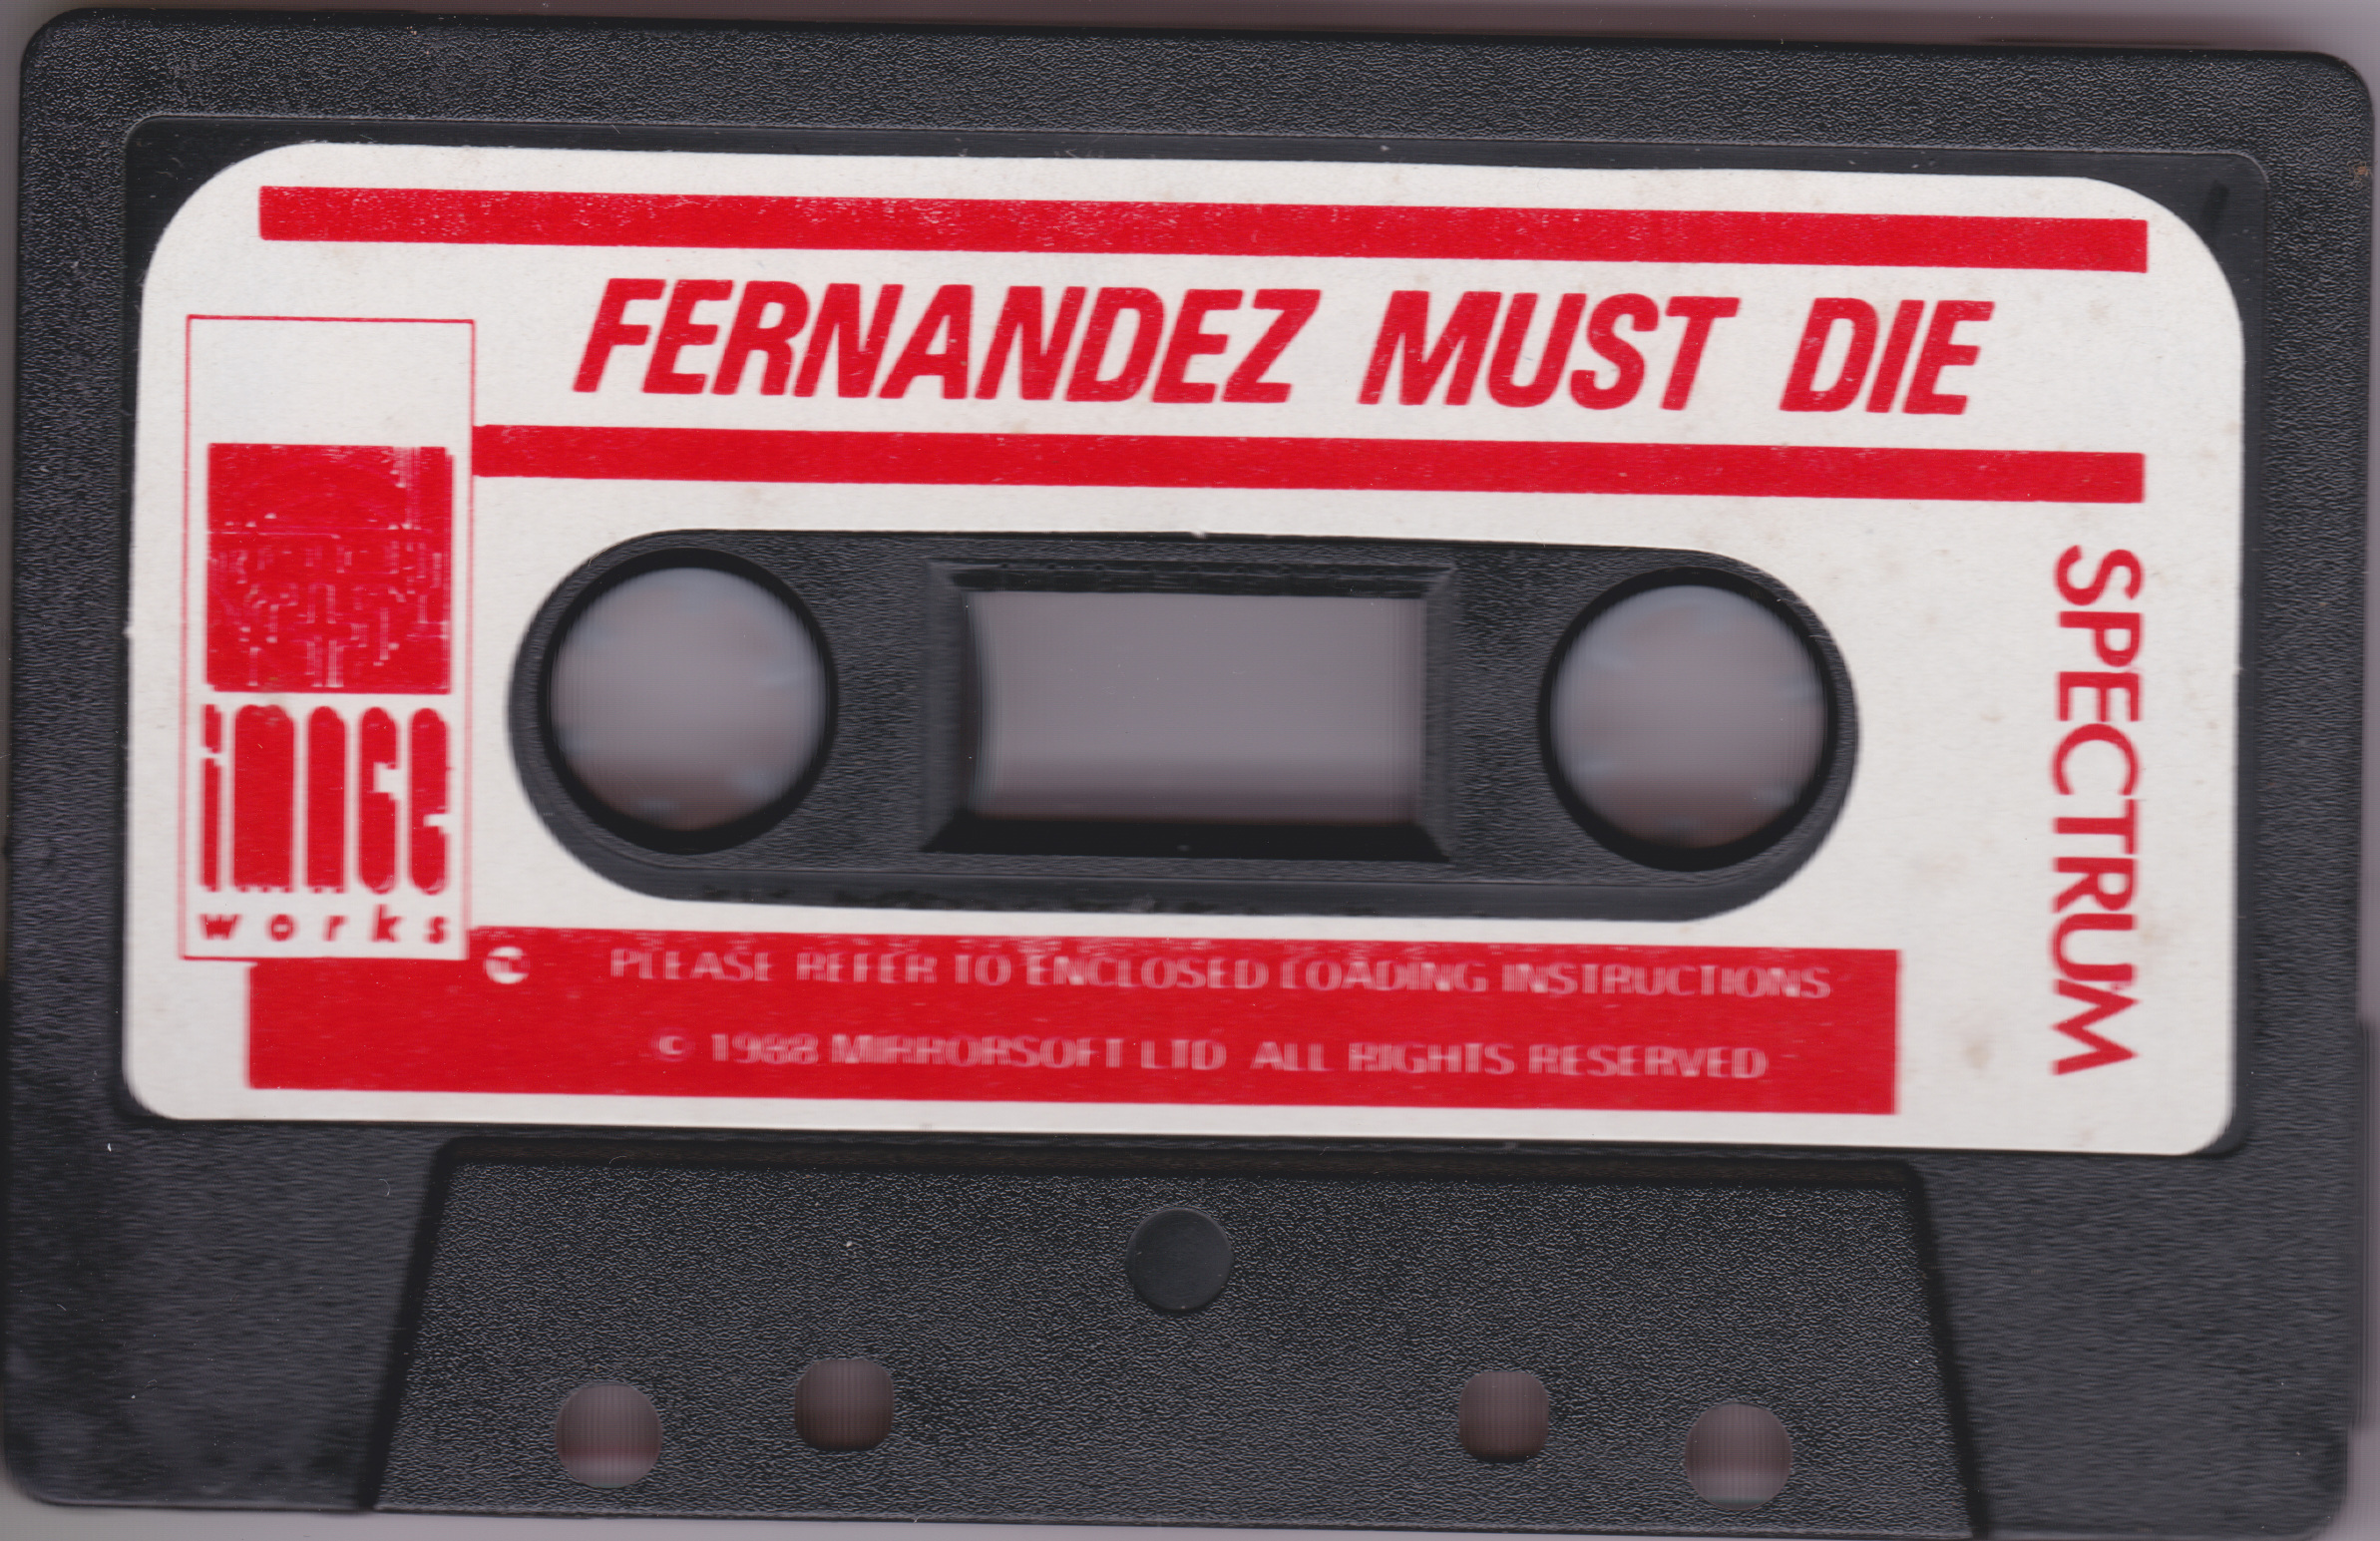 FERNANDEZ MUST DIE
image
works
SPECTRUM
PLEASE REFER TO ENCLOSED LOADING INSTRUCTIONS
© 1988 MIRRORSOFT LTD ALL RIGHTS RESERVED